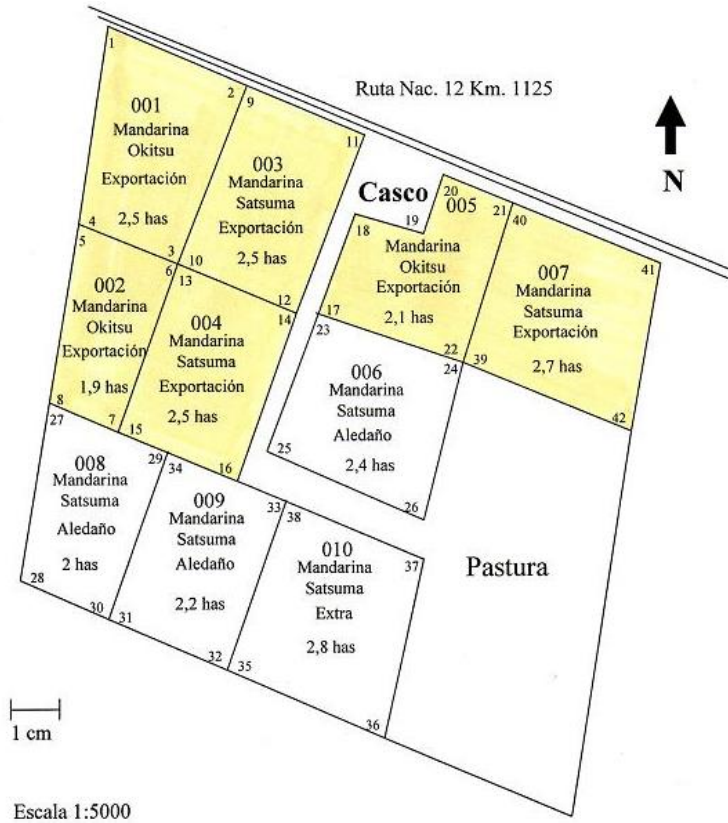 Ruta Nac. 12 Km. 1125
N
1
2
9
11
001
Mandarina
Okitsu
Exportación
2,5 has
4
3
003
Mandarina
Satsuma
Exportación
2,5 has
10
12
Casco
20
005
21
40
41
18
19
Mandarina
Okitsu
Exportación
2,1 has
17
22
007
Mandarina
Satsuma
Exportación
2,7 has
39
42
5
6
002
Mandarina
Okitsu
Exportación
1,9 has
8
7
13
14
004
Mandarina
Satsuma
Exportación
2,5 has
15
16
23
24
006
Mandarina
Satsuma
Aledaño
2,4 has
25
26
27
29
008
Mandarina
Satsuma
Aledaño
2 has
28
30
34
33
009
Mandarina
Satsuma
Aledaño
2,2 has
31
32
38
37
010
Mandarina
Satsuma
Extra
2,8 has
35
36
Pastura
1 cm
Escala 1:5000